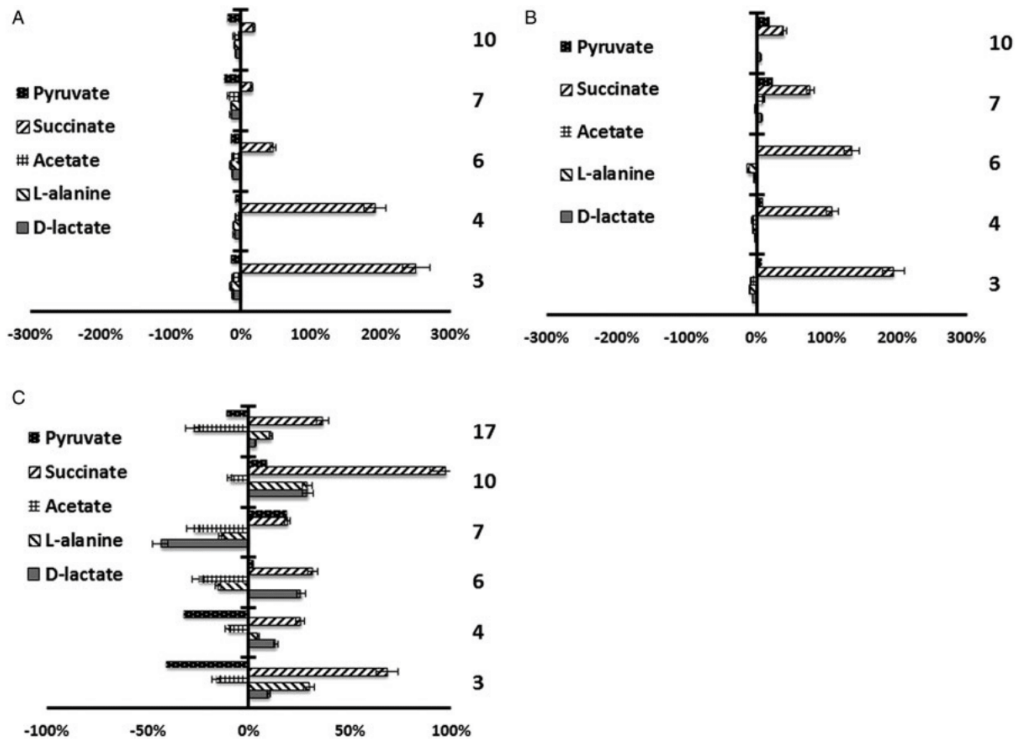 A
10
Pyruvate
7
Succinate
Acetate
6
L-alanine
D-lactate
4
3
-300% -200% -100% 0% 100% 200% 300%
B
Pyruvate
10
Succinate
7
Acetate
6
L-alanine
D-lactate
4
3
-300% -200% -100% 0% 100% 200% 300%
C
Pyruvate
17
Succinate
10
Acetate
7
L-alanine
D-lactate
6
4
3
-100% -50% 0% 50% 100%